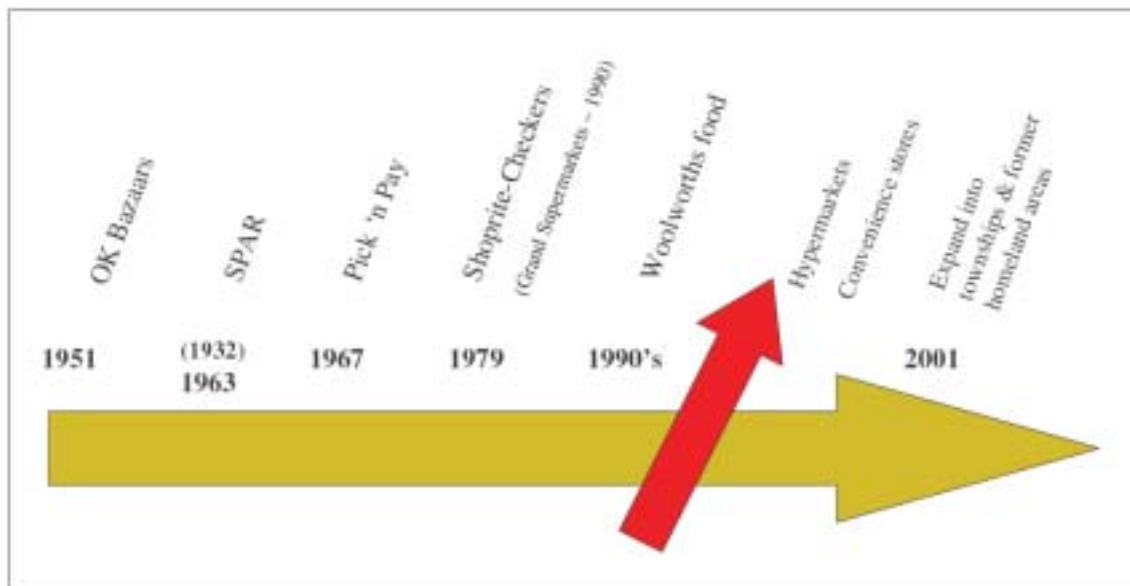 OK Bazaars
SPAR
Pick ‘n Pay
Shoprite-Checkers
(Grand Supermarkets – 1990)
Woolworths food
Hypermarkets
Convenience stores
Expand into
townships & former
homeland areas
1951
(1932)
1963
1967
1979
1990’s
2001